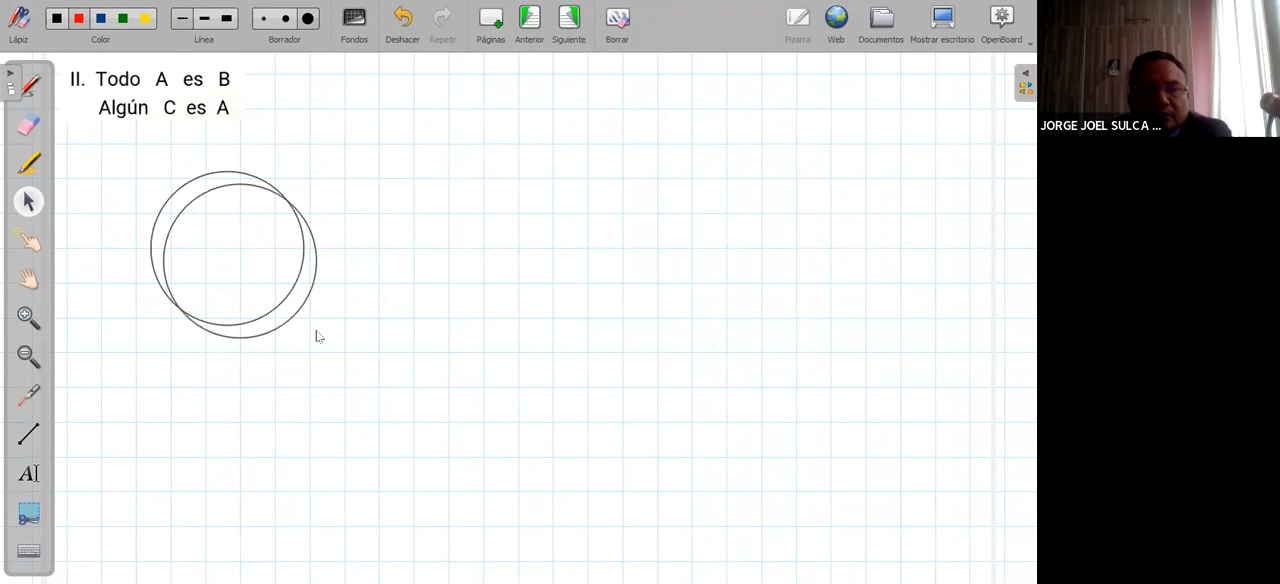 Lápiz
Color
Línea
Borrador
Fondos
Deshacer
Repetir
Páginas
Anterior
Siguiente
Borrar
Pizarra
Web
Documentos
Mostrar escritorio
OpenBoard
II. Todo A es B
Algún C es A
JORGE JOEL SULCA ...
A